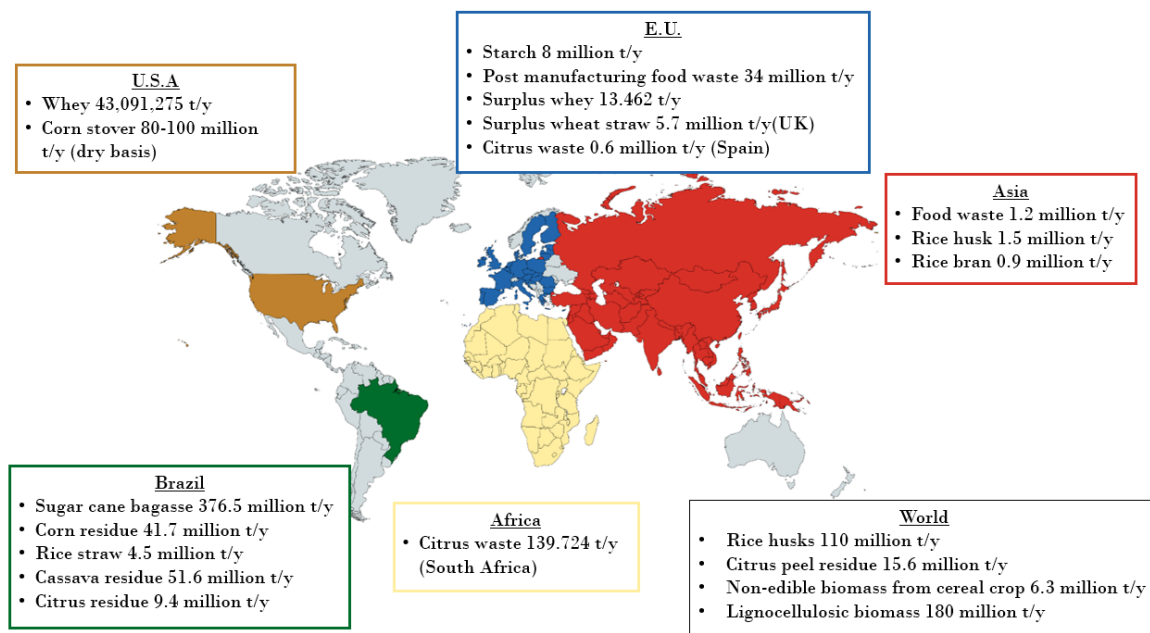 E.U.
• Starch 8 million t/y
• Post manufacturing food waste 34 million t/y
• Surplus whey 13.462 t/y
• Surplus wheat straw 5.7 million t/y(UK)
• Citrus waste 0.6 million t/y (Spain)
U.S.A
• Whey 43,091,275 t/y
• Corn stover 80-100 million
t/y (dry basis)
Asia
• Food waste 1.2 million t/y
• Rice husk 1.5 million t/y
• Rice bran 0.9 million t/y
Brazil
• Sugar cane bagasse 376.5 million t/y
• Corn residue 41.7 million t/y
• Rice straw 4.5 million t/y
• Cassava residue 51.6 million t/y
• Citrus residue 9.4 million t/y
Africa
• Citrus waste 139.724 t/y
(South Africa)
World
• Rice husks 110 million t/y
• Citrus peel residue 15.6 million t/y
• Non-edible biomass from cereal crop 6.3 million t/y
• Lignocellulosic biomass 180 million t/y